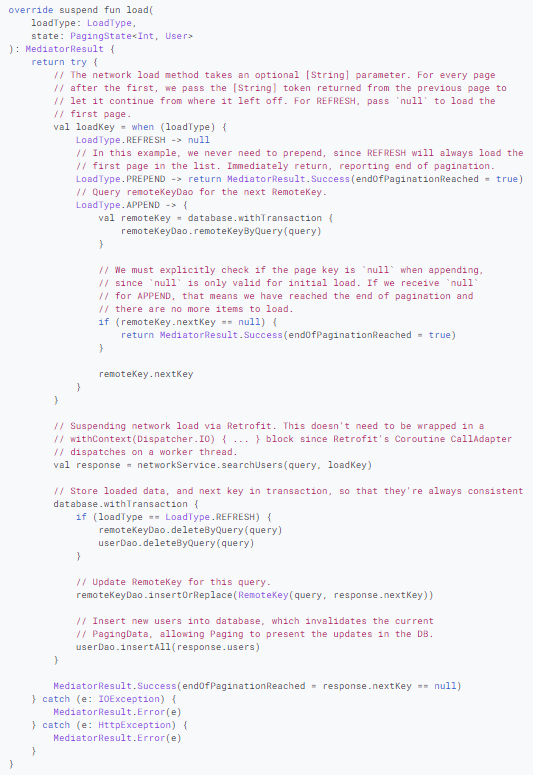 override suspend fun load(
    loadType: LoadType,
    state: PagingState<Int, User>
): MediatorResult {
    return try {
        // The network load method takes an optional [String] parameter. For every page
        // after the first, we pass the [String] token returned from the previous page to
        // let it continue from where it left off. For REFRESH, pass `null` to load the
        // first page.
        val loadKey = when (loadType) {
            LoadType.REFRESH -> null
            // In this example, we never need to prepend, since REFRESH will always load the
            // first page in the list. Immediately return, reporting end of pagination.
            LoadType.PREPEND -> return MediatorResult.Success(endOfPaginationReached = true)
            // Query remoteKeyDao for the next RemoteKey.
            LoadType.APPEND -> {
                val remoteKey = database.withTransaction {
                    remoteKeyDao.remoteKeyByQuery(query)
                }

                // We must explicitly check if the page key is `null` when appending,
                // since `null` is only valid for initial load. If we receive `null`
                // for APPEND, that means we have reached the end of pagination and
                // there are no more items to load.
                if (remoteKey.nextKey == null) {
                    return MediatorResult.Success(endOfPaginationReached = true)
                }

                remoteKey.nextKey
            }
        }

        // Suspending network load via Retrofit. This doesn't need to be wrapped in a
        // withContext(Dispatcher.IO) { ... } block since Retrofit's Coroutine CallAdapter
        // dispatches on a worker thread.
        val response = networkService.searchUsers(query, loadKey)

        // Store loaded data, and next key in transaction, so that they're always consistent
        database.withTransaction {
            if (loadType == LoadType.REFRESH) {
                remoteKeyDao.deleteByQuery(query)
                userDao.deleteByQuery(query)
            }

            // Update RemoteKey for this query.
            remoteKeyDao.insertOrReplace(RemoteKey(query, response.nextKey))

            // Insert new users into database, which invalidates the current
            // PagingData, allowing Paging to present the updates in the DB.
            userDao.insertAll(response.users)
        }

        MediatorResult.Success(endOfPaginationReached = response.nextKey == null)
    } catch (e: IOException) {
        MediatorResult.Error(e)
    } catch (e: HttpException) {
        MediatorResult.Error(e)
    }
}